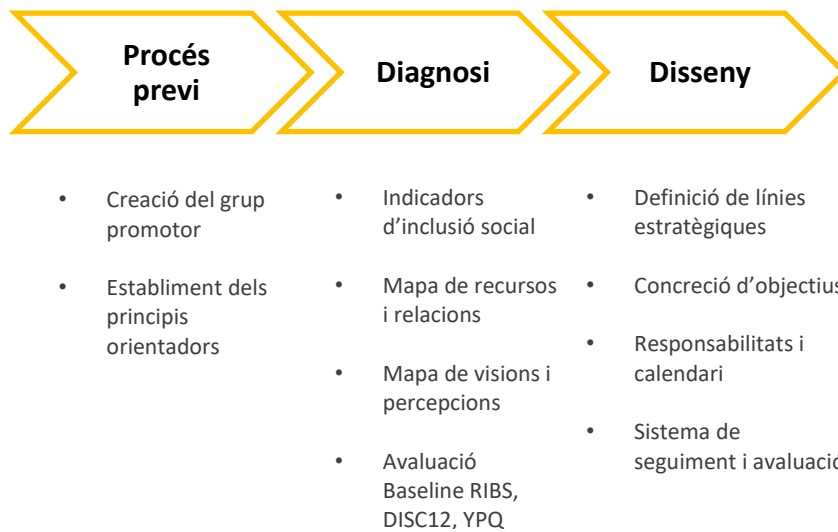 Procés
previ
Diagnosi
Disseny
• Creació del grup
promotor
• Establiment dels
principis
orientadors
• Indicadors
d’inclusió social
• Mapa de recursos
i relacions
• Mapa de visions i
percepcions
• Avaluació
Baseline RIBS,
DISC12, YPQ
• Definició de línies
estratègiques
• Concreció d’objectius
• Responsabilitats i
calendari
• Sistema de
seguiment i avaluació